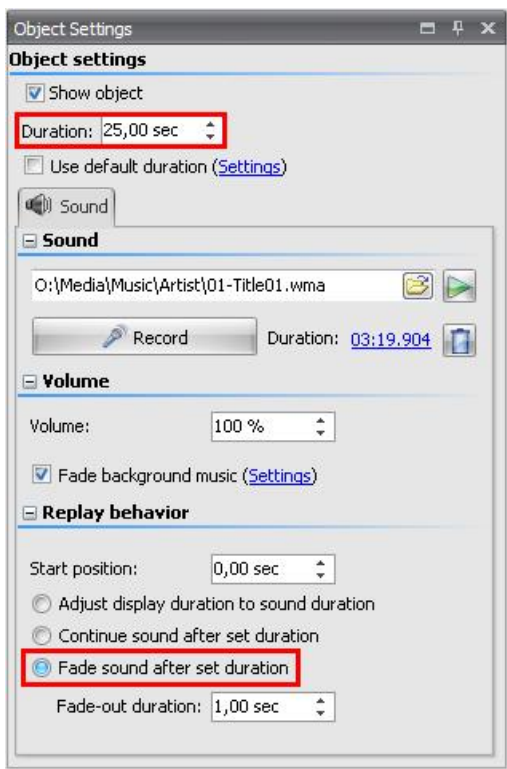 Object Settings
Object settings
Show object
Duration: 25,00 sec
Use default duration (Settings)
Sound
Sound
O:\Media\Music\Artist\01-Title01.wma
Record Duration: 03:19.904
Volume
Volume: 100 %
Fade background music (Settings)
Replay behavior
Start position: 0,00 sec
Adjust display duration to sound duration
Continue sound after set duration
Fade sound after set duration
Fade-out duration: 1,00 sec